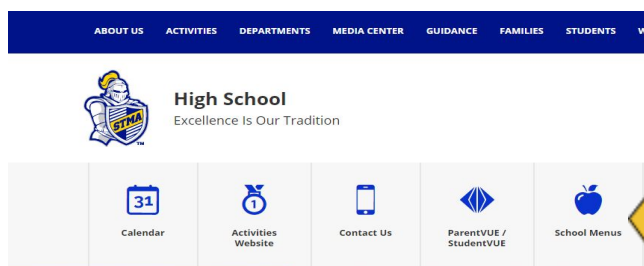 ABOUT US ACTIVITIES DEPARTMENTS MEDIA CENTER GUIDANCE FAMILIES STUDENTS
STMA
TM
High School
Excellence Is Our Tradition
31
1
Calendar
Activities
Website
Contact Us
ParentVUE /
StudentVUE
School Menus